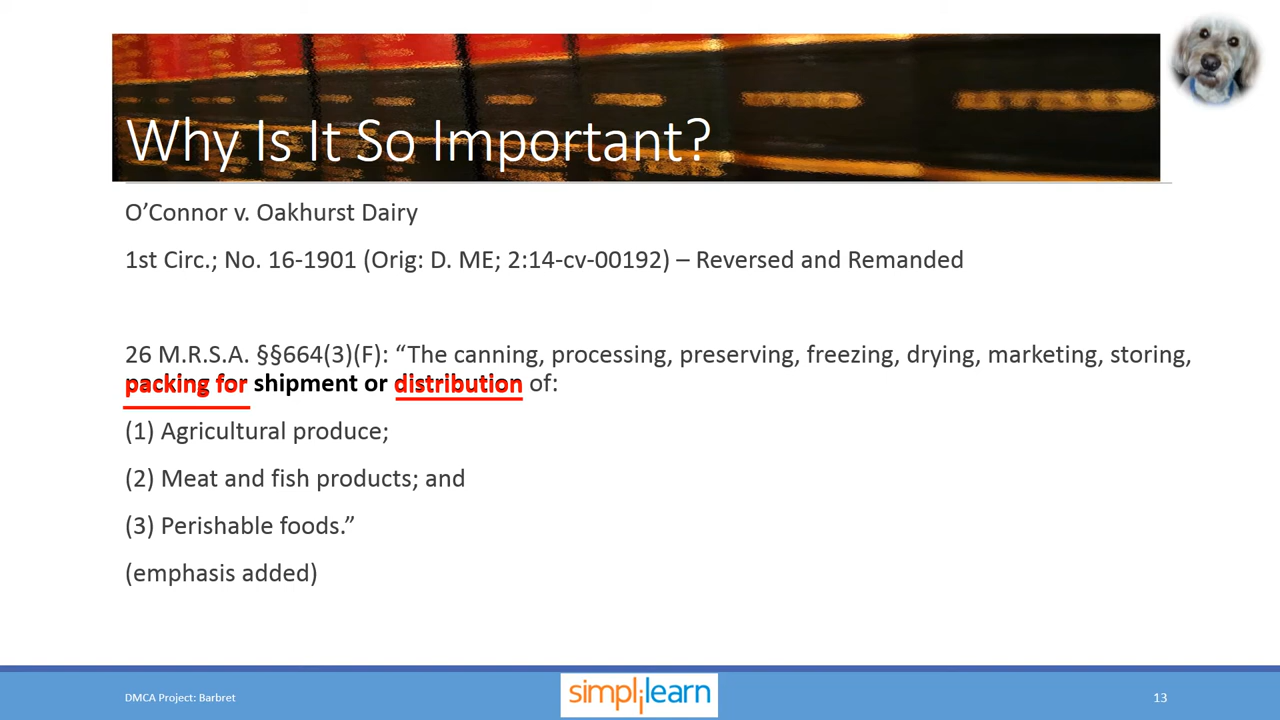 Why Is It So Important?
O’Connor v. Oakhurst Dairy
1st Circ.; No. 16-1901 (Orig: D. ME; 2:14-cv-00192) – Reversed and Remanded
26 M.R.S.A. §§664(3)(F): “The canning, processing, preserving, freezing, drying, marketing, storing,
packing for shipment or distribution of:
(1) Agricultural produce;
(2) Meat and fish products; and
(3) Perishable foods.”
(emphasis added)
DMCA Project: Barbret
simplilearn
13